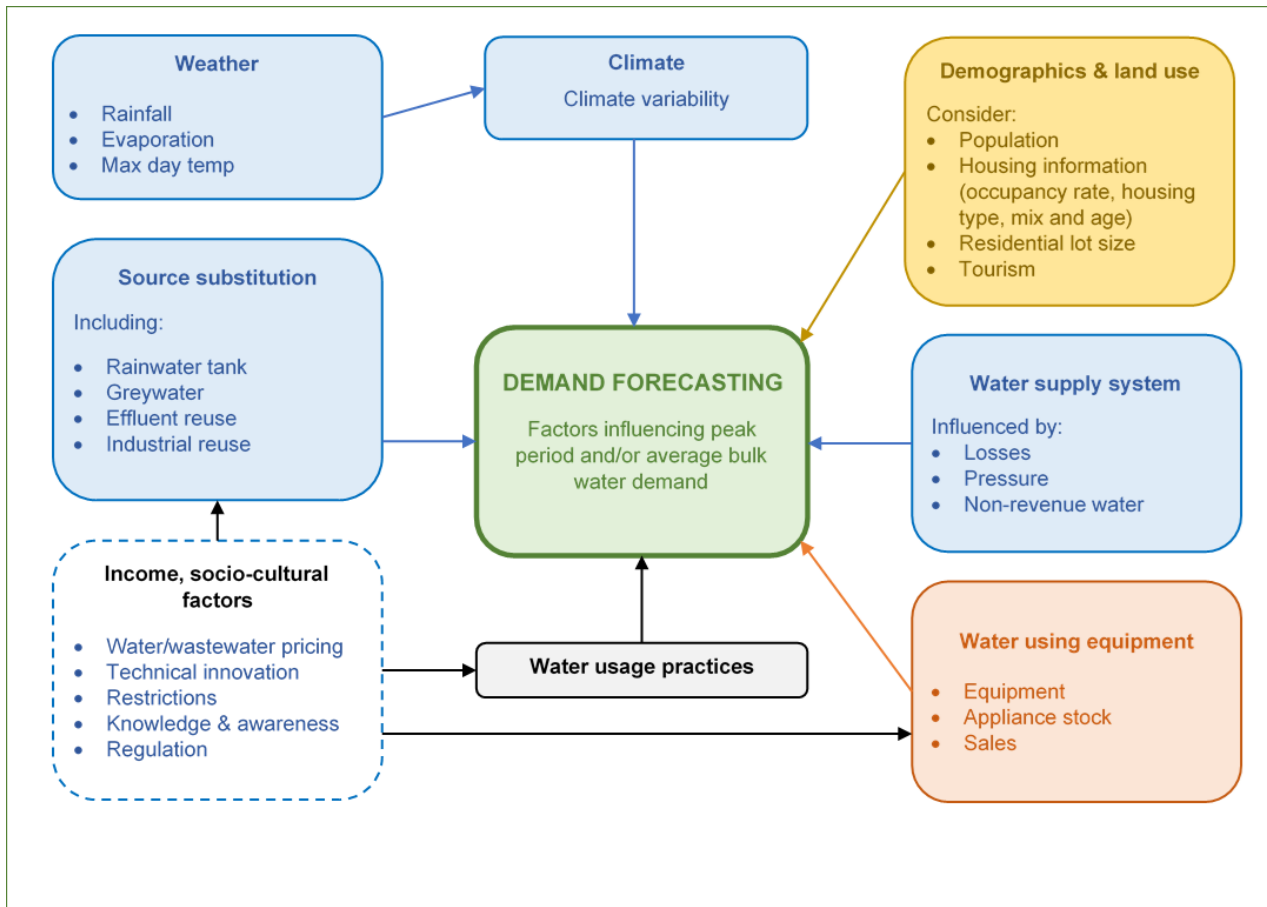 Weather
• Rainfall
• Evaporation
• Max day temp
Climate
Climate variability
Demographics & land use
Consider:
• Population
• Housing information
(occupancy rate, housing
type, mix and age)
• Residential lot size
• Tourism
Source substitution
Including:
• Rainwater tank
• Greywater
• Effluent reuse
• Industrial reuse
DEMAND FORECASTING
Factors influencing peak
period and/or average bulk
water demand
Water supply system
Influenced by:
• Losses
• Pressure
• Non-revenue water
Income, socio-cultural
factors
• Water/wastewater pricing
• Technical innovation
• Restrictions
• Knowledge & awareness
• Regulation
Water usage practices
Water using equipment
• Equipment
• Appliance stock
• Sales